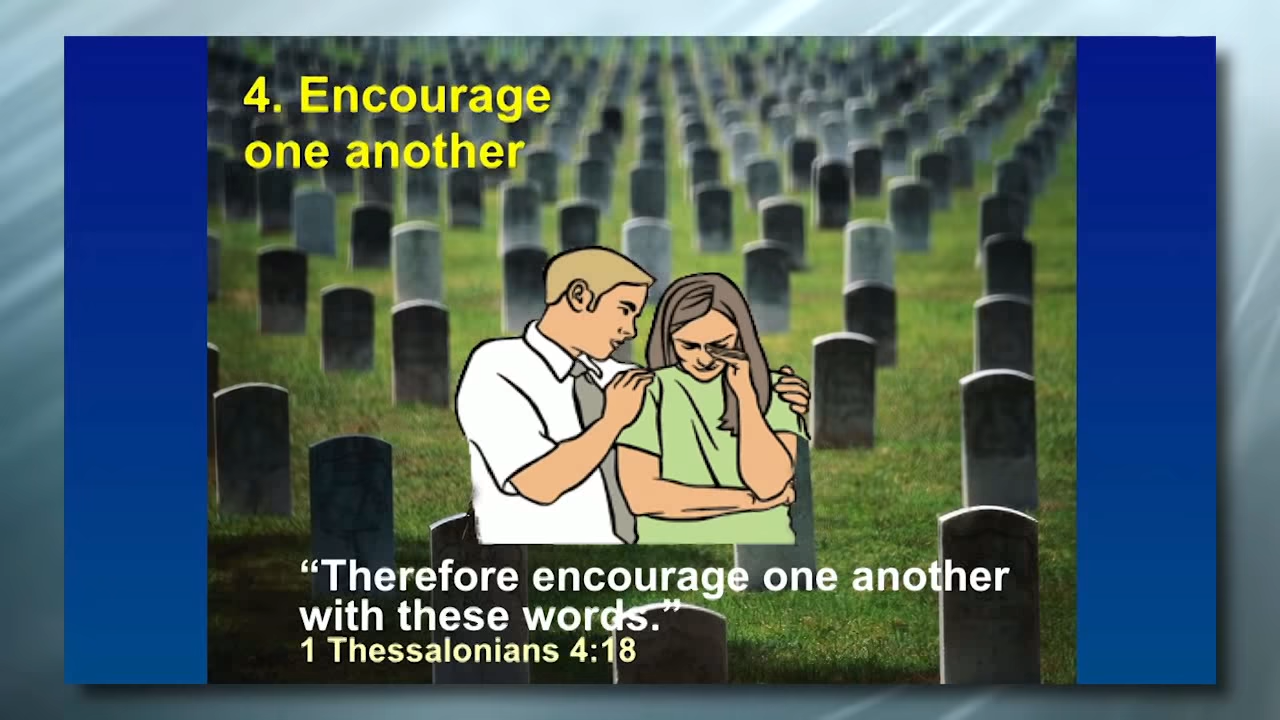 4. Encourage
one another
“Therefore encourage one another
with these words.”
1 Thessalonians 4:18